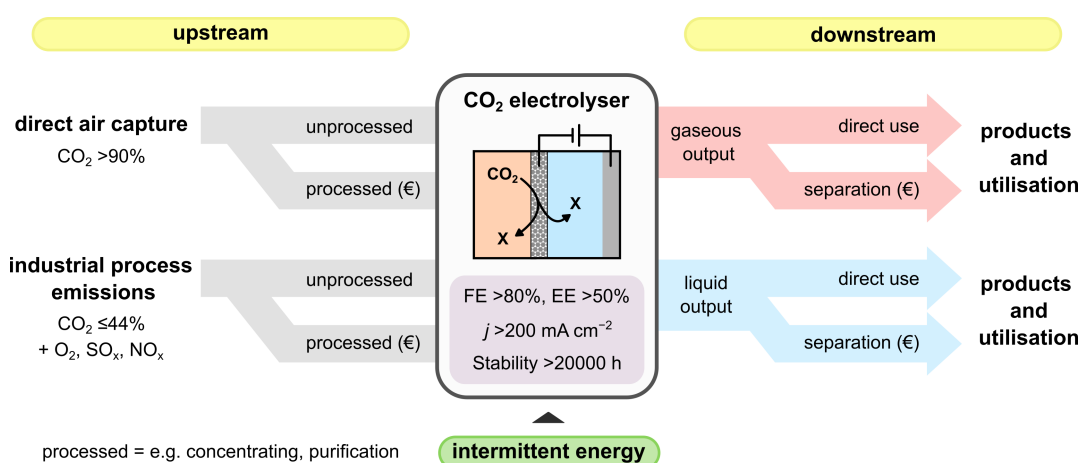 upstream
downstream
direct air capture
CO₂ >90%
unprocessed
processed (€)
industrial process
emissions
CO₂ ≤44%
+ O₂, SOₓ, NOₓ
unprocessed
processed (€)
CO₂ electrolyser
CO₂
X
X
FE >80%, EE >50%
j >200 mA cm⁻²
Stability >20000 h
gaseous
output
direct use
separation (€)
products
and
utilisation
liquid
output
direct use
separation (€)
products
and
utilisation
processed = e.g. concentrating, purification
intermittent energy